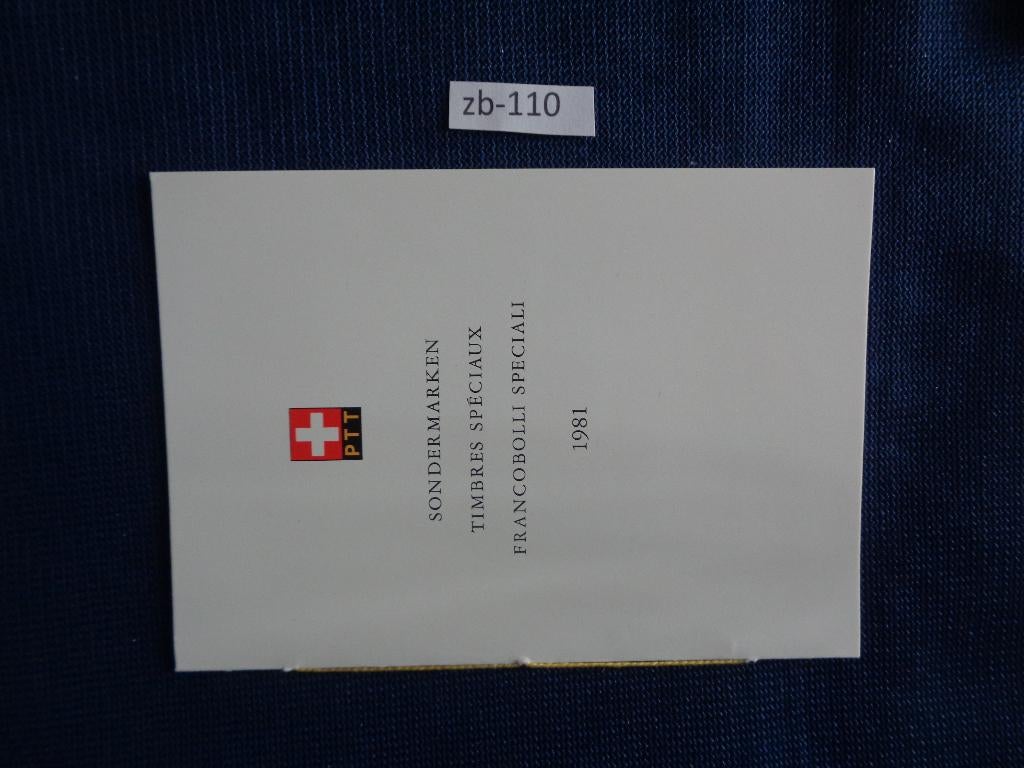 zb-110
PTT
SONDERMARKEN
TIMBRES SPÉCIAUX
FRANCOBOLLI SPECIALI
1981